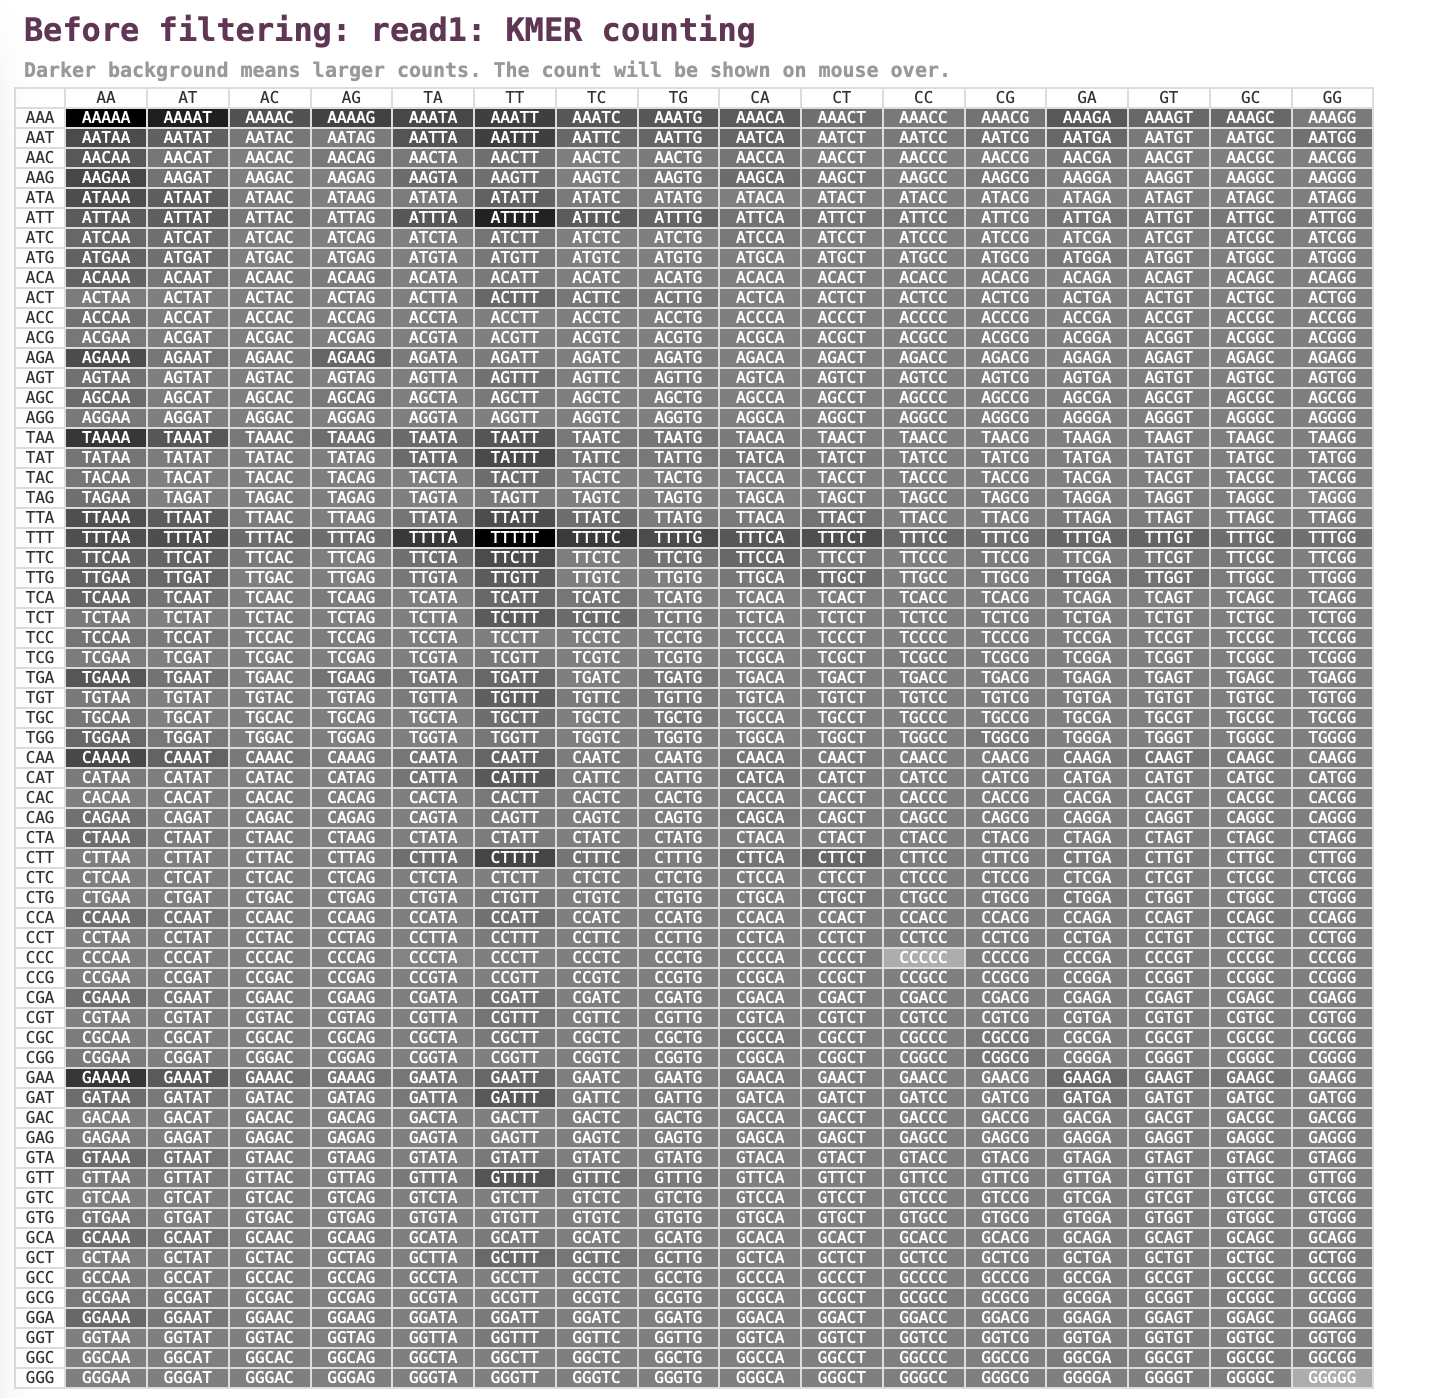 Before filtering: read1: KMER counting
Darker background means larger counts. The count will be shown on mouse over.
AA AT AC AG TA TT TC TG CA CT CC CG GA GT GC GG
AAA AAAAA AAAAT AAAAC AAAAG AAATA AAATT AAATC AAATG AAACA AAACT AAACC AAACG AAAGA AAAGT AAAGC AAAGG
AAT AATAA AATAT AATAC AATAG AATTA AATTT AATTC AATTG AATCA AATCT AATCC AATCG AATGA AATGT AATGC AATGG
AAC AACAA AACAT AACAC AACAG AACTA AACTT AACTC AACTG AACCA AACCT AACCC AACCG AACGA AACGT AACGC AACGG
AAG AAGAA AAGAT AAGAC AAGAG AAGTA AAGTT AAGTC AAGTG AAGCA AAGCT AAGCC AAGCG AAGGA AAGGT AAGGC AAGGG
ATA ATAAA ATAAT ATAAC ATAAG ATATA ATATT ATATC ATATG ATACA ATACT ATACC ATACG ATAGA ATAGT ATAGC ATAGG
ATT ATTAA ATTAT ATTAC ATTAG ATTTA ATTTT ATTTC ATTTG ATTCA ATTCT ATTCC ATTCG ATTGA ATTGT ATTGC ATTGG
ATC ATCAA ATCAT ATCAC ATCAG ATCTA ATCTT ATCTC ATCTG ATCCA ATCCT ATCCC ATCCG ATCGA ATCGT ATCGC ATCGG
ATG ATGAA ATGAT ATGAC ATGAG ATGTA ATGTT ATGTC ATGTG ATGCA ATGCT ATGCC ATGCG ATGGA ATGGT ATGGC ATGGG
ACA ACAAA ACAAT ACAAC ACAAG ACATA ACATT ACATC ACATG ACACA ACACT ACACC ACACG ACAGA ACAGT ACAGC ACAGG
ACT ACTAA ACTAT ACTAC ACTAG ACTTA ACTTT ACTTC ACTTG ACTCA ACTCT ACTCC ACTCG ACTGA ACTGT ACTGC ACTGG
ACC ACCAA ACCAT ACCAC ACCAG ACCTA ACCTT ACCTC ACCTG ACCCA ACCCT ACCCC ACCCG ACCGA ACCGT ACCGC ACCGG
ACG ACGAA ACGAT ACGAC ACGAG ACGTA ACGTT ACGTC ACGTG ACGCA ACGCT ACGCC ACGCG ACGGA ACGGT ACGGC ACGGG
AGA AGAAA AGAAT AGAAC AGAAG AGATA AGATT AGATC AGATG AGACA AGACT AGACC AGACG AGAGA AGAGT AGAGC AGAGG
AGT AGTAA AGTAT AGTAC AGTAG AGTTA AGTTT AGTTC AGTTG AGTCA AGTCT AGTCC AGTCG AGTGA AGTGT AGTGC AGTGG
AGC AGCAA AGCAT AGCAC AGCAG AGCTA AGCTT AGCTC AGCTG AGCCA AGCCT AGCCC AGCCG AGCGA AGCGT AGCGC AGCGG
AGG AGGAA AGGAT AGGAC AGGAG AGGTA AGGTT AGGTC AGGTG AGGCA AGGCT AGGCC AGGCG AGGGA AGGGT AGGGC AGGGG
TAA TAAAA TAAAT TAAAC TAAAG TAATA TAATT TAATC TAATG TAACA TAACT TAACC TAACG TAAGA TAAGT TAAGC TAAGG
TAT TATAA TATAT TATAC TATAG TATTA TATTT TATTC TATTG TATCA TATCT TATCC TATCG TATGA TATGT TATGC TATGG
TAC TACAA TACAT TACAC TACAG TACTA TACTT TACTC TACTG TACCA TACCT TACCC TACCG TACGA TACGT TACGC TACGG
TAG TAGAA TAGAT TAGAC TAGAG TAGTA TAGTT TAGTC TAGTG TAGCA TAGCT TAGCC TAGCG TAGGA TAGGT TAGGC TAGGG
TTA TTAAA TTAAT TTAAC TTAAG TTATA TTATT TTATC TTATG TTACA TTACT TTACC TTACG TTAGA TTAGT TTAGC TTAGG
TTT TTTAA TTTAT TTTAC TTTAG TTTTA TTTTT TTTTC TTTTG TTTCA TTTCT TTTCC TTTCG TTTGA TTTGT TTTGC TTTGG
TTC TTCAA TTCAT TTCAC TTCAG TTCTA TTCTT TTCTC TTCTG TTCCA TTCCT TTCCC TTCCG TTCGA TTCGT TTCGC TTCGG
TTG TTGAA TTGAT TTGAC TTGAG TTGTA TTGTT TTGTC TTGTG TTGCA TTGCT TTGCC TTGCG TTGGA TTGGT TTGGC TTGGG
TCA TCAAA TCAAT TCAAC TCAAG TCATA TCATT TCATC TCATG TCACA TCACT TCACC TCACG TCAGA TCAGT TCAGC TCAGG
TCT TCTAA TCTAT TCTAC TCTAG TCTTA TCTTT TCTTC TCTTG TCTCA TCTCT TCTCC TCTCG TCTGA TCTGT TCTGC TCTGG
TCC TCCAA TCCAT TCCAC TCCAG TCCTA TCCTT TCCTC TCCTG TCCCA TCCCT TCCCC TCCCG TCCGA TCCGT TCCGC TCCGG
TCG TCGAA TCGAT TCGAC TCGAG TCGTA TCGTT TCGTC TCGTG TCGCA TCGCT TCGCC TCGCG TCGGA TCGGT TCGGC TCGGG
TGA TGAAA TGAAT TGAAC TGAAG TGATA TGATT TGATC TGATG TGACA TGACT TGACC TGACG TGAGA TGAGT TGAGC TGAGG
TGT TGTAA TGTAT TGTAC TGTAG TGTTA TGTTT TGTTC TGTTG TGTCA TGTCT TGTCC TGTCG TGTGA TGTGT TGTGC TGTGG
TGC TGCAA TGCAT TGCAC TGCAG TGCTA TGCTT TGCTC TGCTG TGCCA TGCCT TGCCC TGCCG TGCGA TGCGT TGCGC TGCGG
TGG TGGAA TGGAT TGGAC TGGAG TGGTA TGGTT TGGTC TGGTG TGGCA TGGCT TGGCC TGGCG TGGGA TGGGT TGGGC TGGGG
CAA CAAAA CAAAT CAAAC CAAAG CAATA CAATT CAATC CAATG CAACA CAACT CAACC CAACG CAAGA CAAGT CAAGC CAAGG
CAT CATAA CATAT CATAC CATAG CATTA CATTT CATTC CATTG CATCA CATCT CATCC CATCG CATGA CATGT CATGC CATGG
CAC CACAA CACAT CACAC CACAG CACTA CACTT CACTC CACTG CACCA CACCT CACCC CACCG CACGA CACGT CACGC CACGG
CAG CAGAA CAGAT CAGAC CAGAG CAGTA CAGTT CAGTC CAGTG CAGCA CAGCT CAGCC CAGCG CAGGA CAGGT CAGGC CAGGG
CTA CTAAA CTAAT CTAAC CTAAG CTATA CTATT CTATC CTATG CTACA CTACT CTACC CTACG CTAGA CTAGT CTAGC CTAGG
CTT CTTAA CTTAT CTTAC CTTAG CTTTA CTTTT CTTTC CTTTG CTTCA CTTCT CTTCC CTTCG CTTGA CTTGT CTTGC CTTGG
CTC CTCAA CTCAT CTCAC CTCAG CTCTA CTCTT CTCTC CTCTG CTCCA CTCCT CTCCC CTCCG CTCGA CTCGT CTCGC CTCGG
CTG CTGAA CTGAT CTGAC CTGAG CTGTA CTGTT CTGTC CTGTG CTGCA CTGCT CTGCC CTGCG CTGGA CTGGT CTGGC CTGGG
CCA CCAAA CCAAT CCAAC CCAAG CCATA CCATT CCATC CCATG CCACA CCACT CCACC CCACG CCAGA CCAGT CCAGC CCAGG
CCT CCTAA CCTAT CCTAC CCTAG CCTTA CCTTT CCTTC CCTTG CCTCA CCTCT CCTCC CCTCG CCTGA CCTGT CCTGC CCTGG
CCC CCCAA CCCAT CCCAC CCCAG CCCTA CCCTT CCCTC CCCTG CCCCA CCCCT CCCCC CCCCG CCCGA CCCGT CCCGC CCCGG
CCG CCGAA CCGAT CCGAC CCGAG CCGTA CCGTT CCGTC CCGTG CCGCA CCGCT CCGCC CCGCG CCGGA CCGGT CCGGC CCGGG
CGA CGAAA CGAAT CGAAC CGAAG CGATA CGATT CGATC CGATG CGACA CGACT CGACC CGACG CGAGA CGAGT CGAGC CGAGG
CGT CGTAA CGTAT CGTAC CGTAG CGTTA CGTTT CGTTC CGTTG CGTCA CGTCT CGTCC CGTCG CGTGA CGTGT CGTGC CGTGG
CGC CGCAA CGCAT CGCAC CGCAG CGCTA CGCTT CGCTC CGCTG CGCCA CGCCT CGCCC CGCCG CGCGA CGCGT CGCGC CGCGG
CGG CGGAA CGGAT CGGAC CGGAG CGGTA CGGTT CGGTC CGGTG CGGCA CGGCT CGGCC CGGCG CGGGA CGGGT CGGGC CGGGG
GAA GAAAA GAAAT GAAAC GAAAG GAATA GAATT GAATC GAATG GAACA GAACT GAACC GAACG GAAGA GAAGT GAAGC GAAGG
GAT GATAA GATAT GATAC GATAG GATTA GATTT GATTC GATTG GATCA GATCT GATCC GATCG GATGA GATGT GATGC GATGG
GAC GACAA GACAT GACAC GACAG GACTA GACTT GACTC GACTG GACCA GACCT GACCC GACCG GACGA GACGT GACGC GACGG
GAG GAGAA GAGAT GAGAC GAGAG GAGTA GAGTT GAGTC GAGTG GAGCA GAGCT GAGCC GAGCG GAGGA GAGGT GAGGC GAGGG
GTA GTAAA GTAAT GTAAC GTAAG GTATA GTATT GTATC GTATG GTACA GTACT GTACC GTACG GTAGA GTAGT GTAGC GTAGG
GTT GTTAA GTTAT GTTAC GTTAG GTTTA GTTTT GTTTC GTTTG GTTCA GTTCT GTTCC GTTCG GTTGA GTTGT GTTGC GTTGG
GTC GTCAA GTCAT GTCAC GTCAG GTCTA GTCTT GTCTC GTCTG GTCCA GTCCT GTCCC GTCCG GTCGA GTCGT GTCGC GTCGG
GTG GTGAA GTGAT GTGAC GTGAG GTGTA GTGTT GTGTC GTGTG GTGCA GTGCT GTGCC GTGCG GTGGA GTGGT GTGGC GTGGG
GCA GCAAA GCAAT GCAAC GCAAG GCATA GCATT GCATC GCATG GCACA GCACT GCACC GCACG GCAGA GCAGT GCAGC GCAGG
GCT GCTAA GCTAT GCTAC GCTAG GCTTA GCTTT GCTTC GCTTG GCTCA GCTCT GCTCC GCTCG GCTGA GCTGT GCTGC GCTGG
GCC GCCAA GCCAT GCCAC GCCAG GCCTA GCCTT GCCTC GCCTG GCCCA GCCCT GCCCC GCCCG GCCGA GCCGT GCCGC GCCGG
GCG GCGAA GCGAT GCGAC GCGAG GCGTA GCGTT GCGTC GCGTG GCGCA GCGCT GCGCC GCGCG GCGGA GCGGT GCGGC GCGGG
GGA GGAAA GGAAT GGAAC GGAAG GGATA GGATT GGATC GGATG GGACA GGACT GGACC GGACG GGAGA GGAGT GGAGC GGAGG
GGT GGTAA GGTAT GGTAC GGTAG GGTTA GGTTT GGTTC GGTTG GGTCA GGTCT GGTCC GGTCG GGTGA GGTGT GGTGC GGTGG
GGC GGCAA GGCAT GGCAC GGCAG GGCTA GGCTT GGCTC GGCTG GGCCA GGCCT GGCCC GGCCG GGCGA GGCGT GGCGC GGCGG
GGG GGGAA GGGAT GGGAC GGGAG GGGTA GGGTT GGGTC GGGTG GGGCA GGGCT GGGCC GGGCG GGGGA GGGGT GGGGC GGGGG